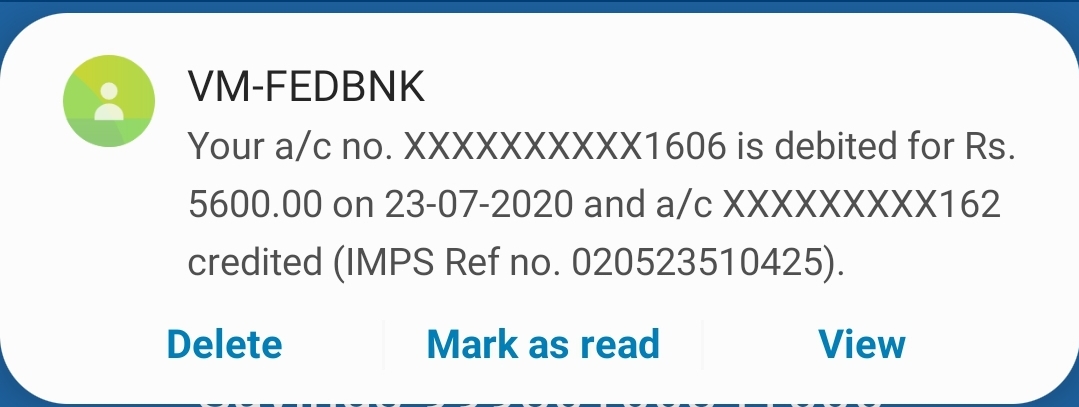 VM-FEDBNK
Your a/c no. XXXXXXXXXX1606 is debited for Rs.
5600.00 on 23-07-2020 and a/c XXXXXXXXX162
credited (IMPS Ref no. 020523510425).
Delete Mark as read View